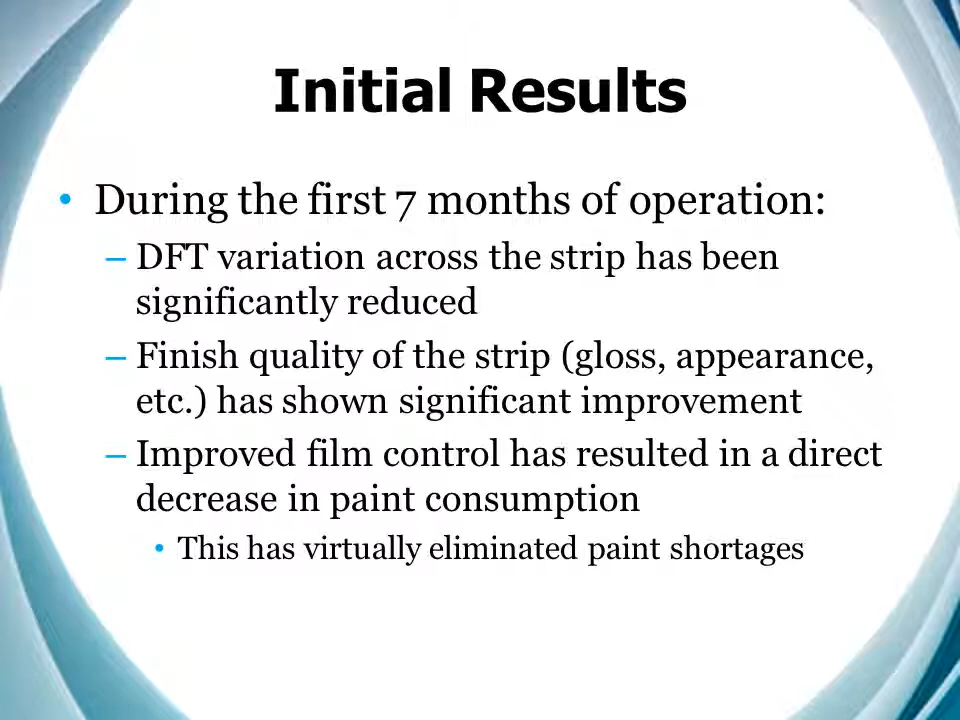 Initial Results
• During the first 7 months of operation:
– DFT variation across the strip has been
significantly reduced
– Finish quality of the strip (gloss, appearance,
etc.) has shown significant improvement
– Improved film control has resulted in a direct
decrease in paint consumption
• This has virtually eliminated paint shortages